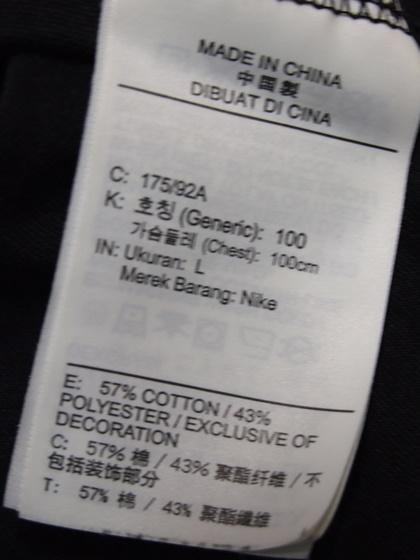 MADE IN CHINA
中国製
DIBUAT DI CINA
C: 175/92A
K: 호칭 (Generic): 100
가슴둘레 (Chest): 100cm
IN: Ukuran: L
Merek Barang: Nike
E: 57% COTTON / 43%
POLYESTER / EXCLUSIVE OF
DECORATION
C: 57% 棉 / 43% 聚酯纤维 / 不
包括装饰部分
T: 57% 棉 / 43% 聚酯纖維